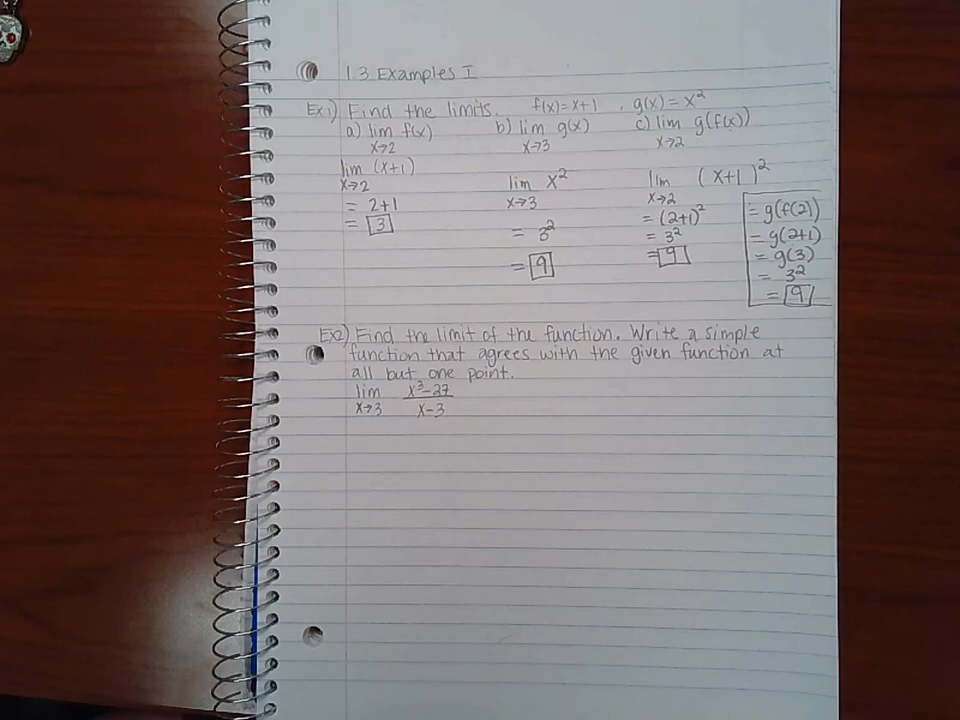 1.3 Examples I
Ex1) Find the limits. f(x)=x+1 , g(x)=x²
a) lim f(x) b) lim g(x) c) lim g(f(x))
x→2 x→3 x→2
lim (x+1) lim x² lim (x+1)²
x→2 x→3 x→2
= 2+1 = 3² = (2+1)² = g(f(2))
= 3 = 9 = 3² = g(2+1)
= 9 = g(3)
= 3²
= 9
Ex2) Find the limit of the function. Write a simple
function that agrees with the given function at
all but one point.
lim x³-27
x→3 x-3